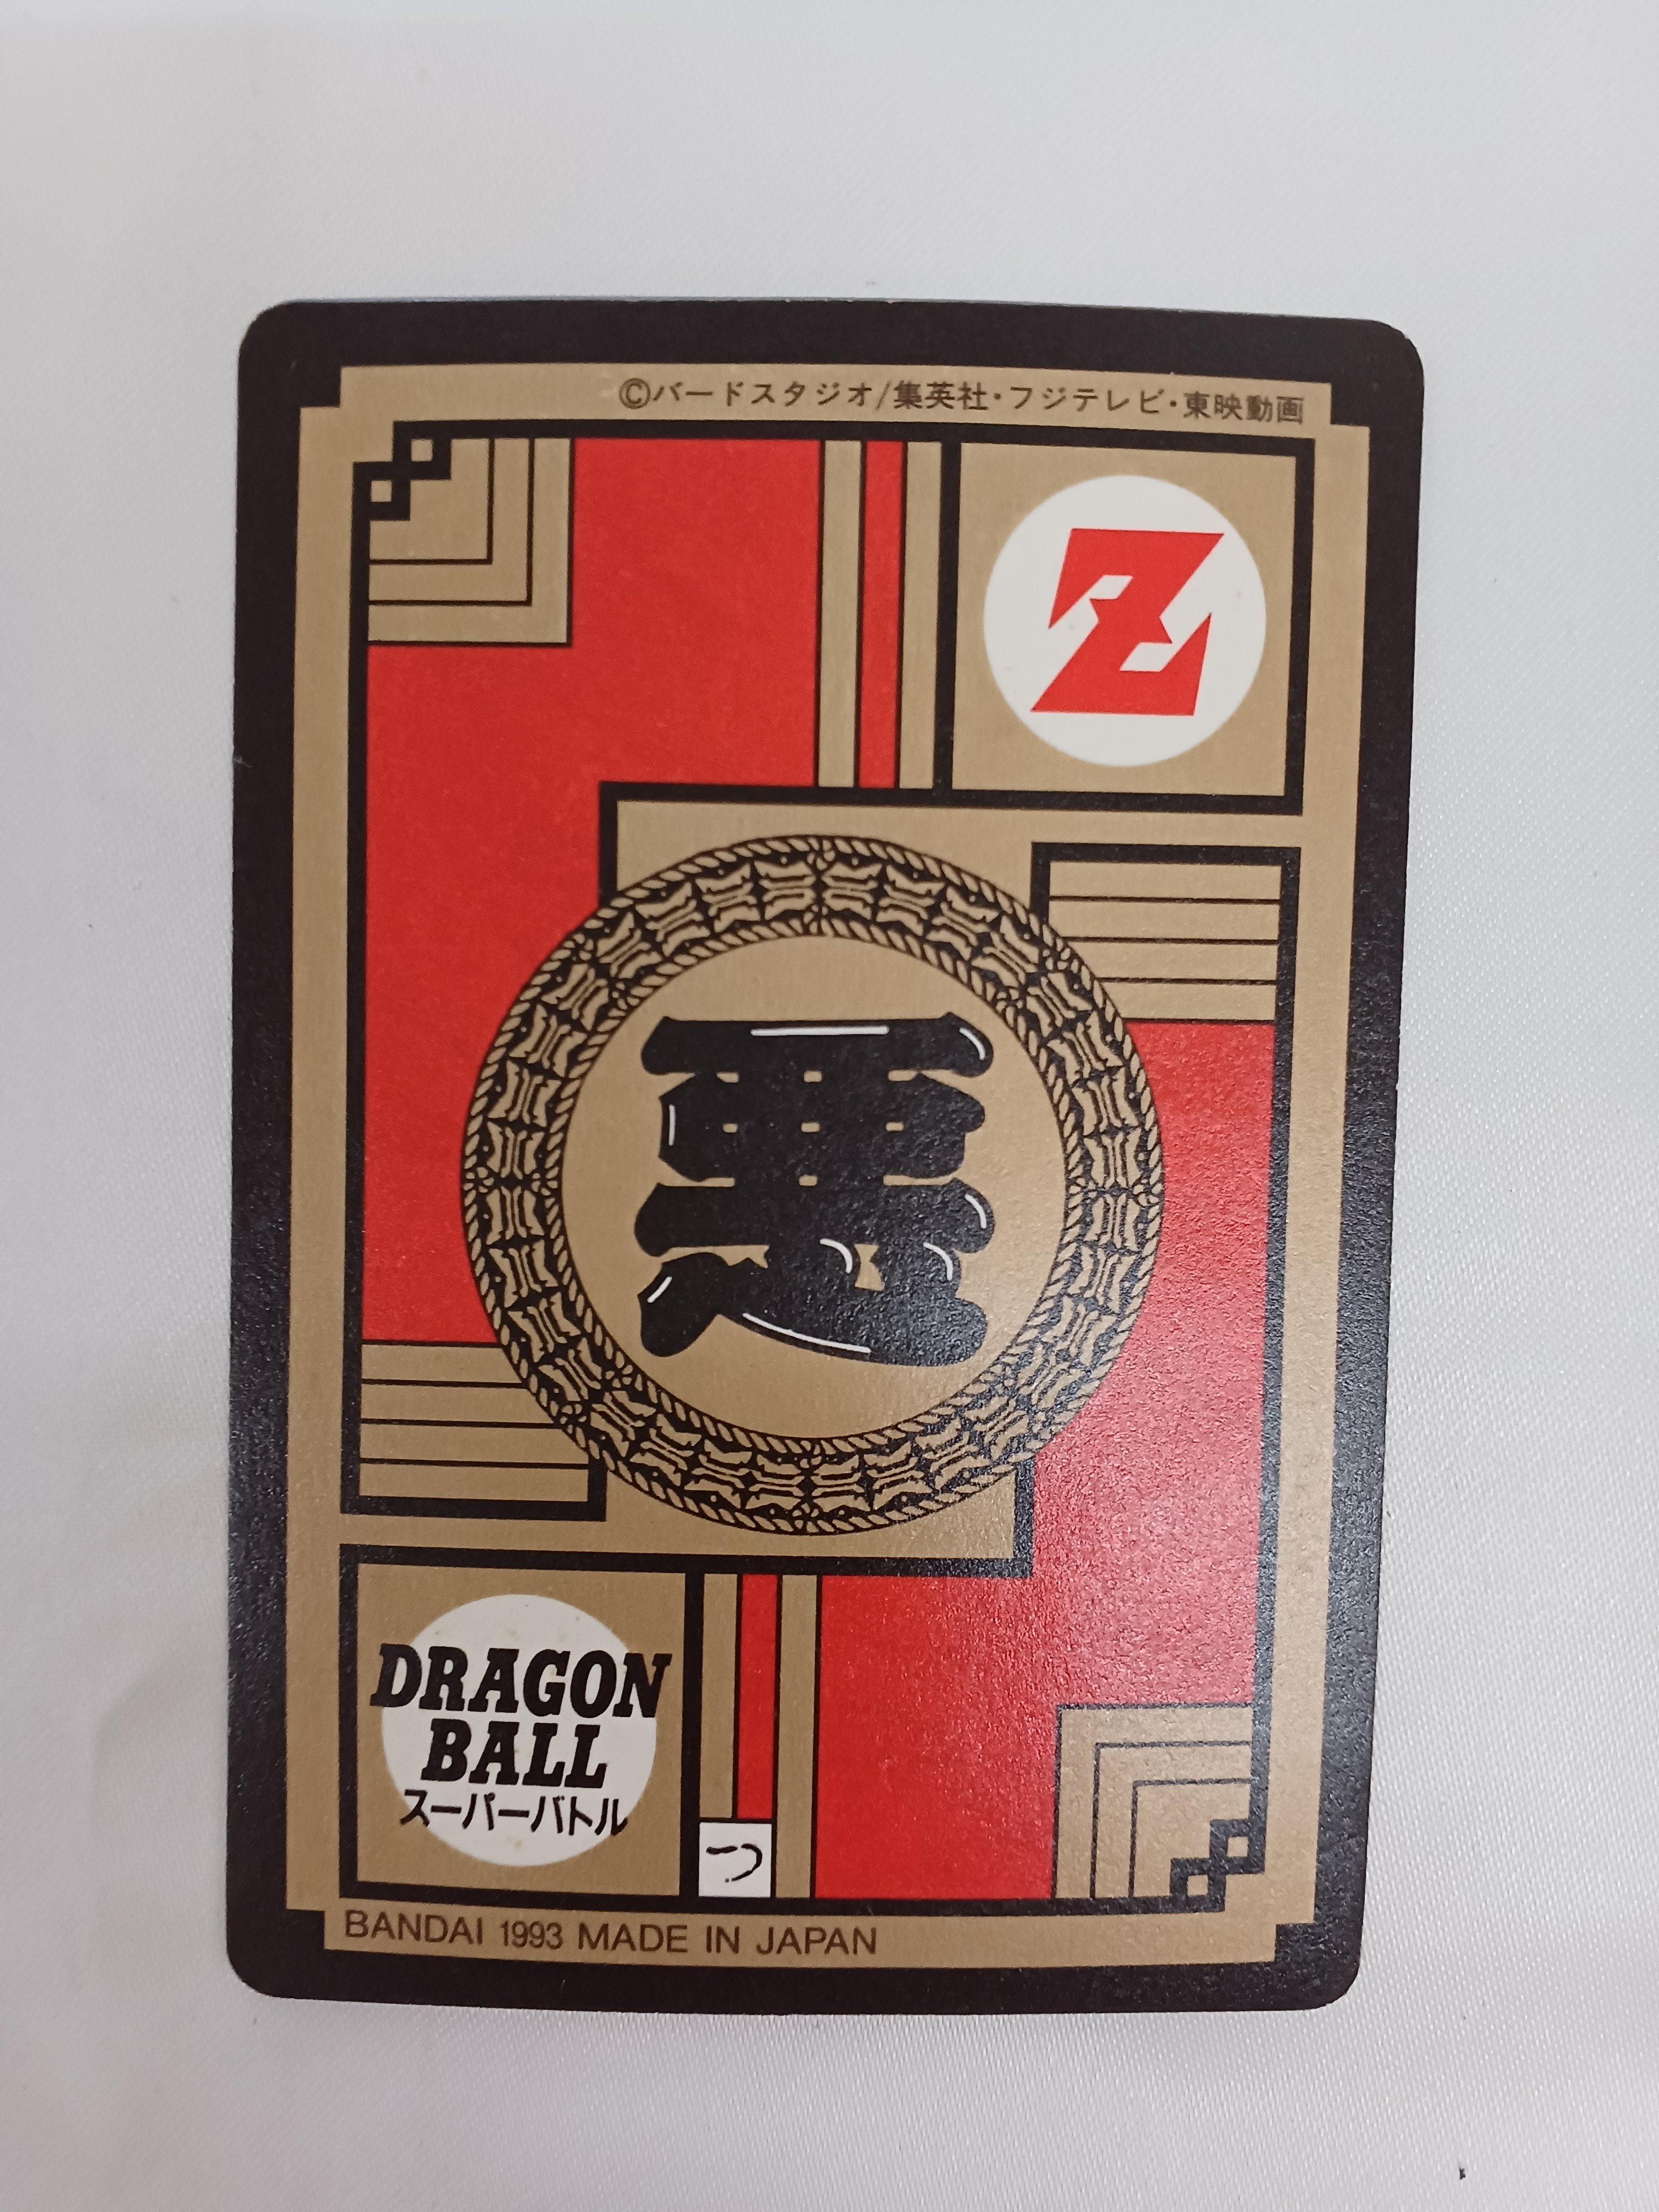 ©バードスタジオ/集英社・フジテレビ・東映動画
Z
悪
DRAGON
BALL
スーパーバトル
つ
BANDAI 1993 MADE IN JAPAN